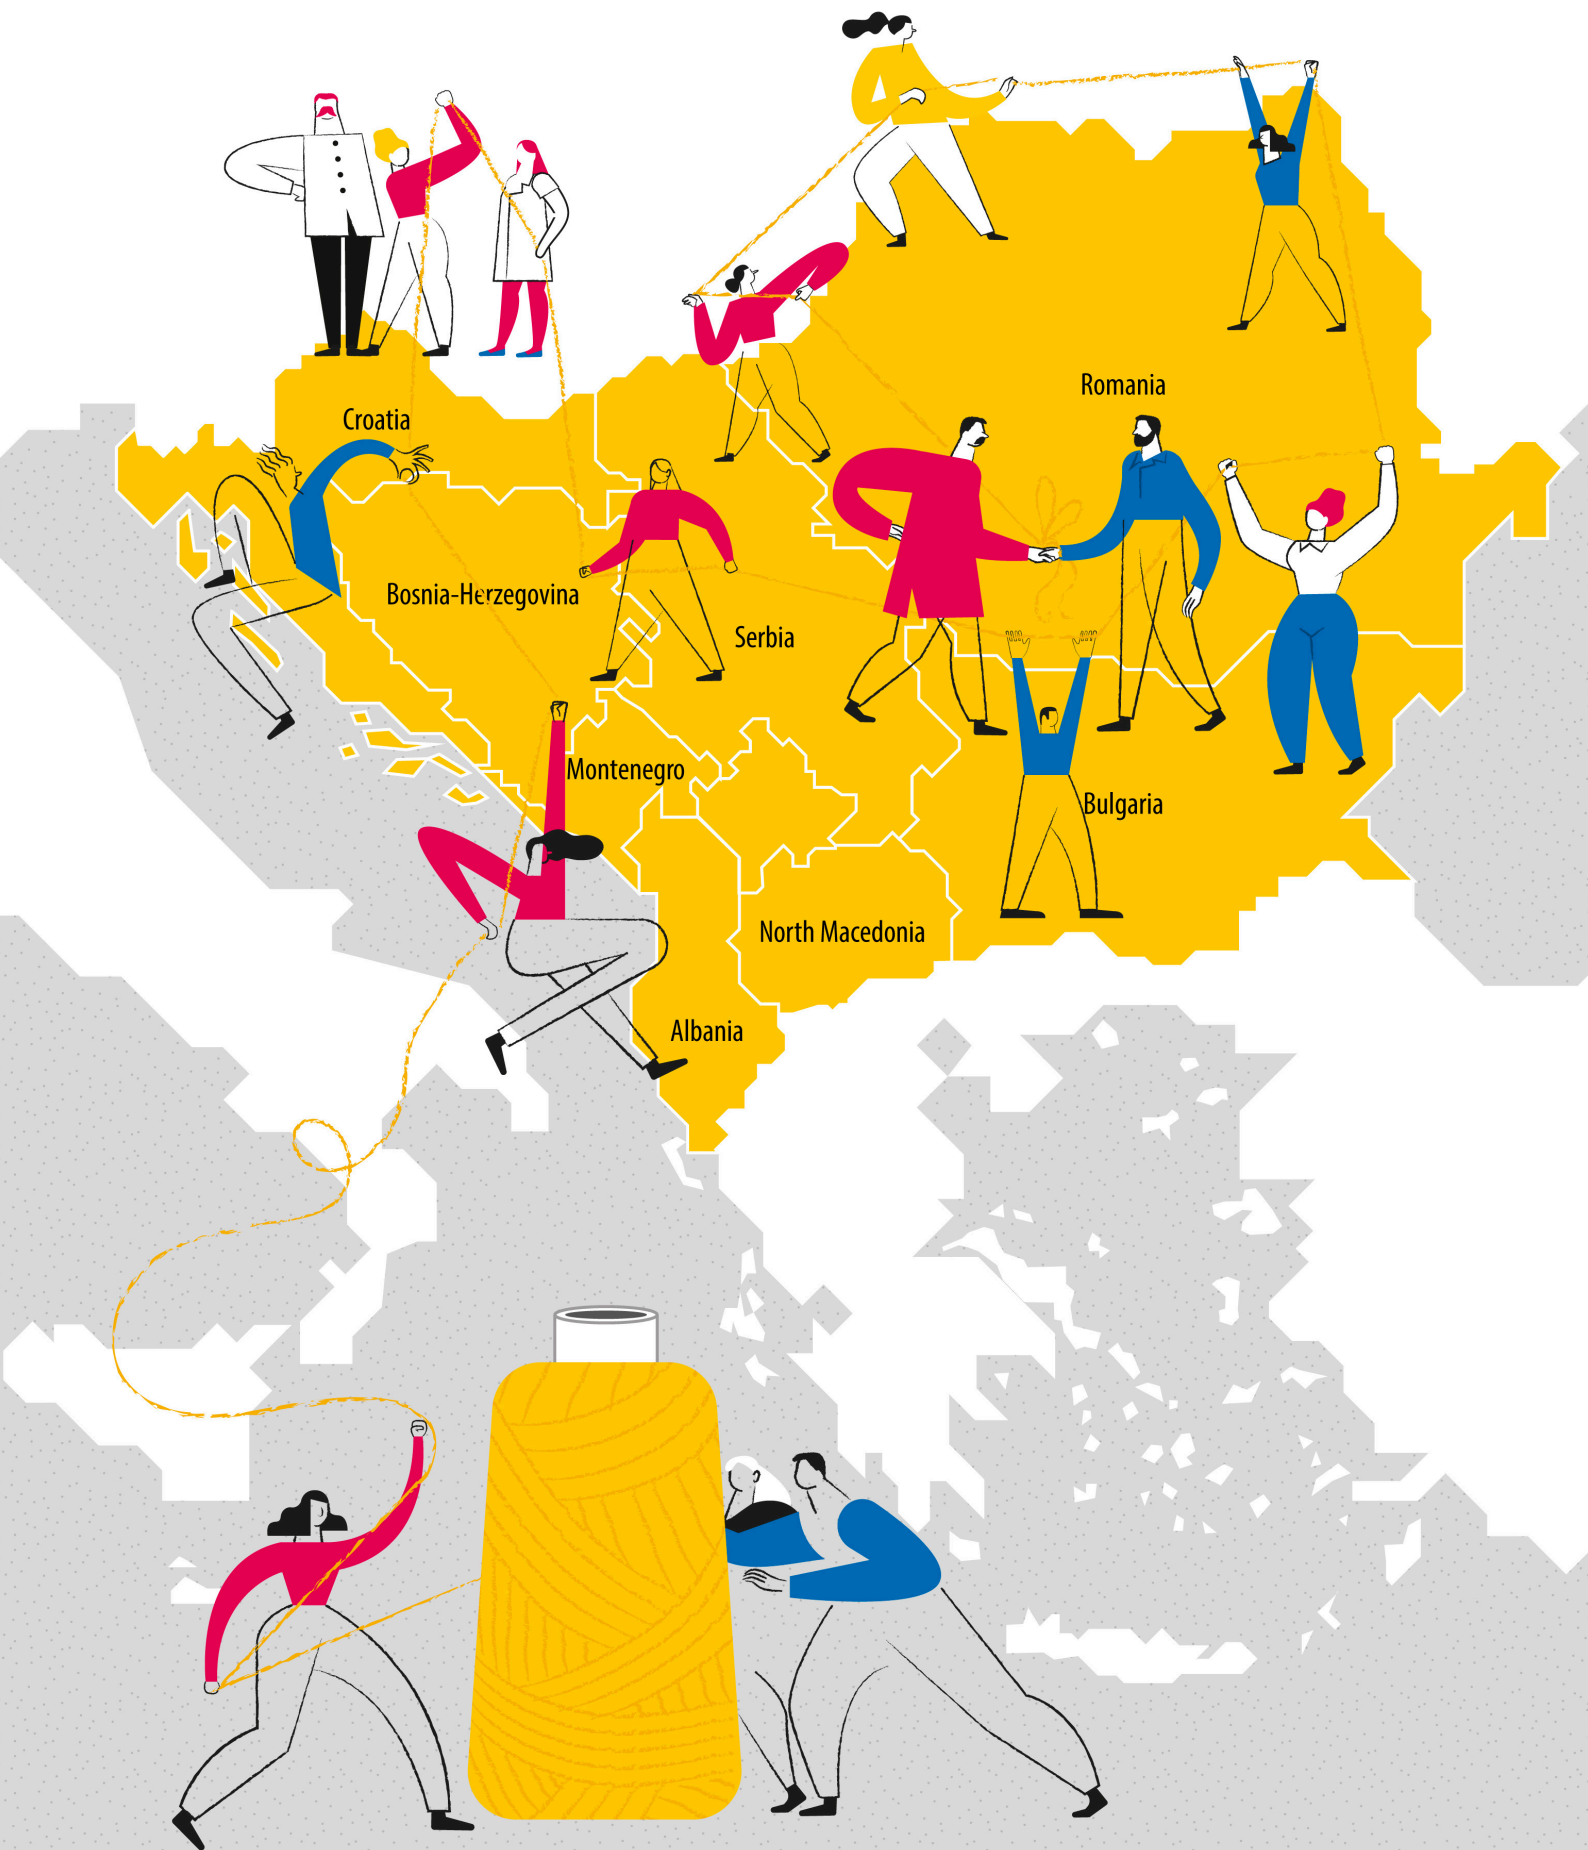 Romania
Croatia
Bosnia-Herzegovina
Serbia
Montenegro
Bulgaria
North Macedonia
Albania